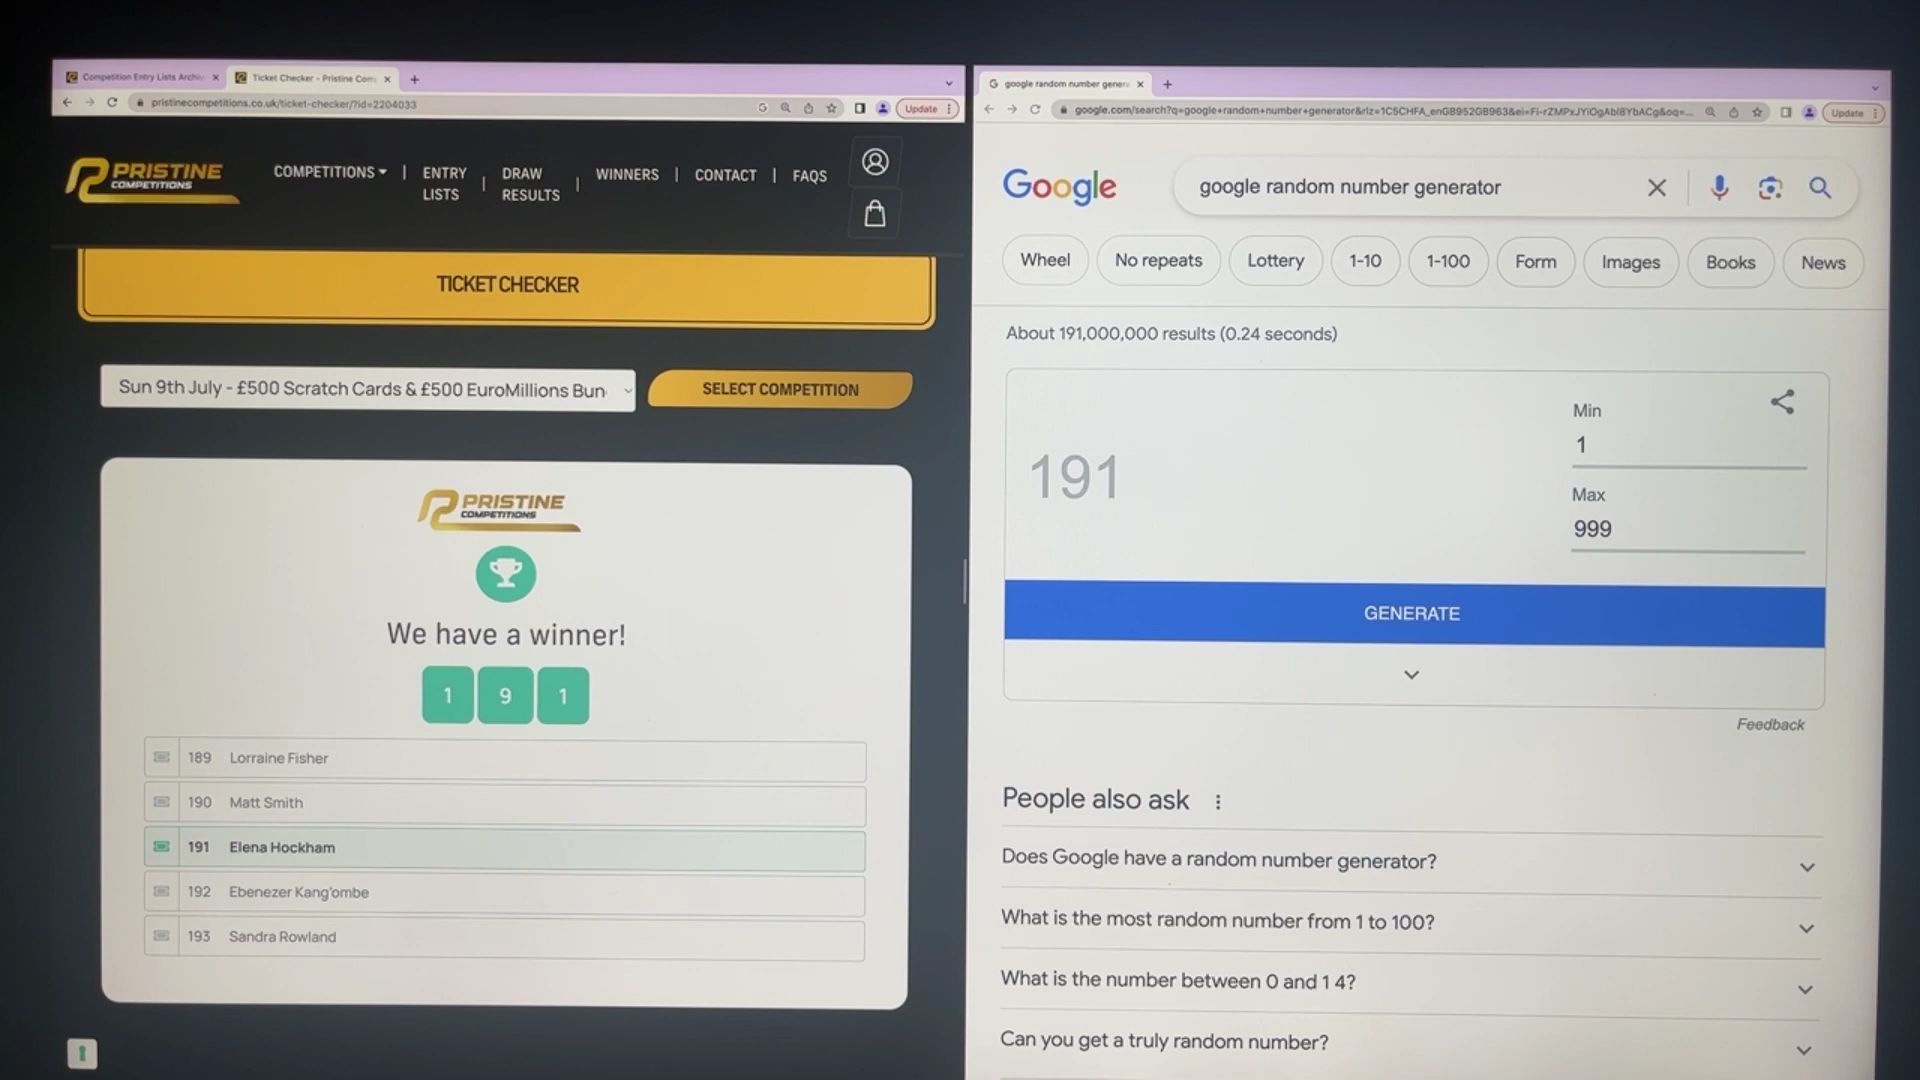 Competition Entry Lists Archiv
Ticket Checker - Pristine Com
pristinecompetitions.co.uk/ticket-checker/?id=2204033
Update
PRISTINE
COMPETITIONS
COMPETITIONS
ENTRY
LISTS
DRAW
RESULTS
WINNERS
CONTACT
FAQS
TICKET CHECKER
Sun 9th July - £500 Scratch Cards & £500 EuroMillions Bun
SELECT COMPETITION
PRISTINE
COMPETITIONS
We have a winner!
1 9 1
189 Lorraine Fisher
190 Matt Smith
191 Elena Hockham
192 Ebenezer Kang'ombe
193 Sandra Rowland
google random number genera
Update
Google
google random number generator
Wheel
No repeats
Lottery
1-10
1-100
Form
Images
Books
News
About 191,000,000 results (0.24 seconds)
191
Min
1
Max
999
GENERATE
Feedback
People also ask
Does Google have a random number generator?
What is the most random number from 1 to 100?
What is the number between 0 and 1 4?
Can you get a truly random number?